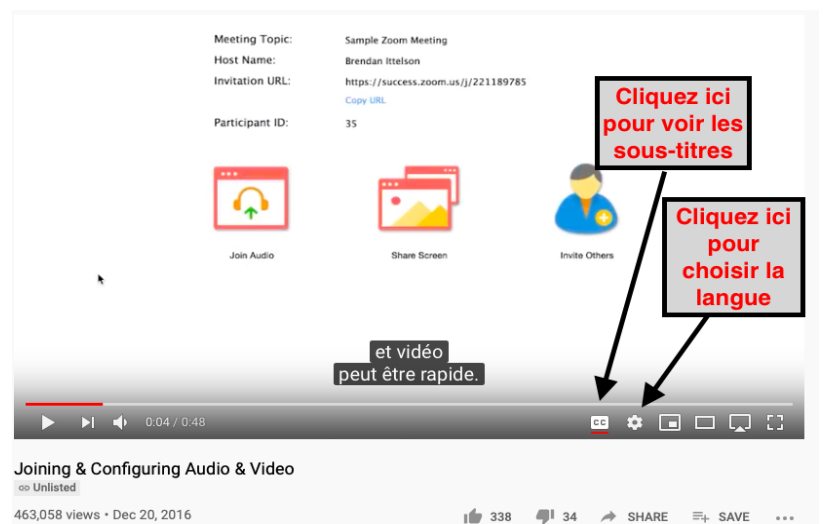 Meeting Topic: Sample Zoom Meeting
Host Name: Brendan Ittelson
Invitation URL: https://success.zoom.us/j/221189785
Copy URL
Participant ID: 35
Cliquez ici
pour voir les
sous-titres
Join Audio
Share Screen
Invite Others
Cliquez ici
pour
choisir la
langue
et vidéo
peut être rapide.
0:04 / 0:48
CC
Joining & Configuring Audio & Video
Unlisted
463,058 views • Dec 20, 2016
338
34
SHARE
SAVE